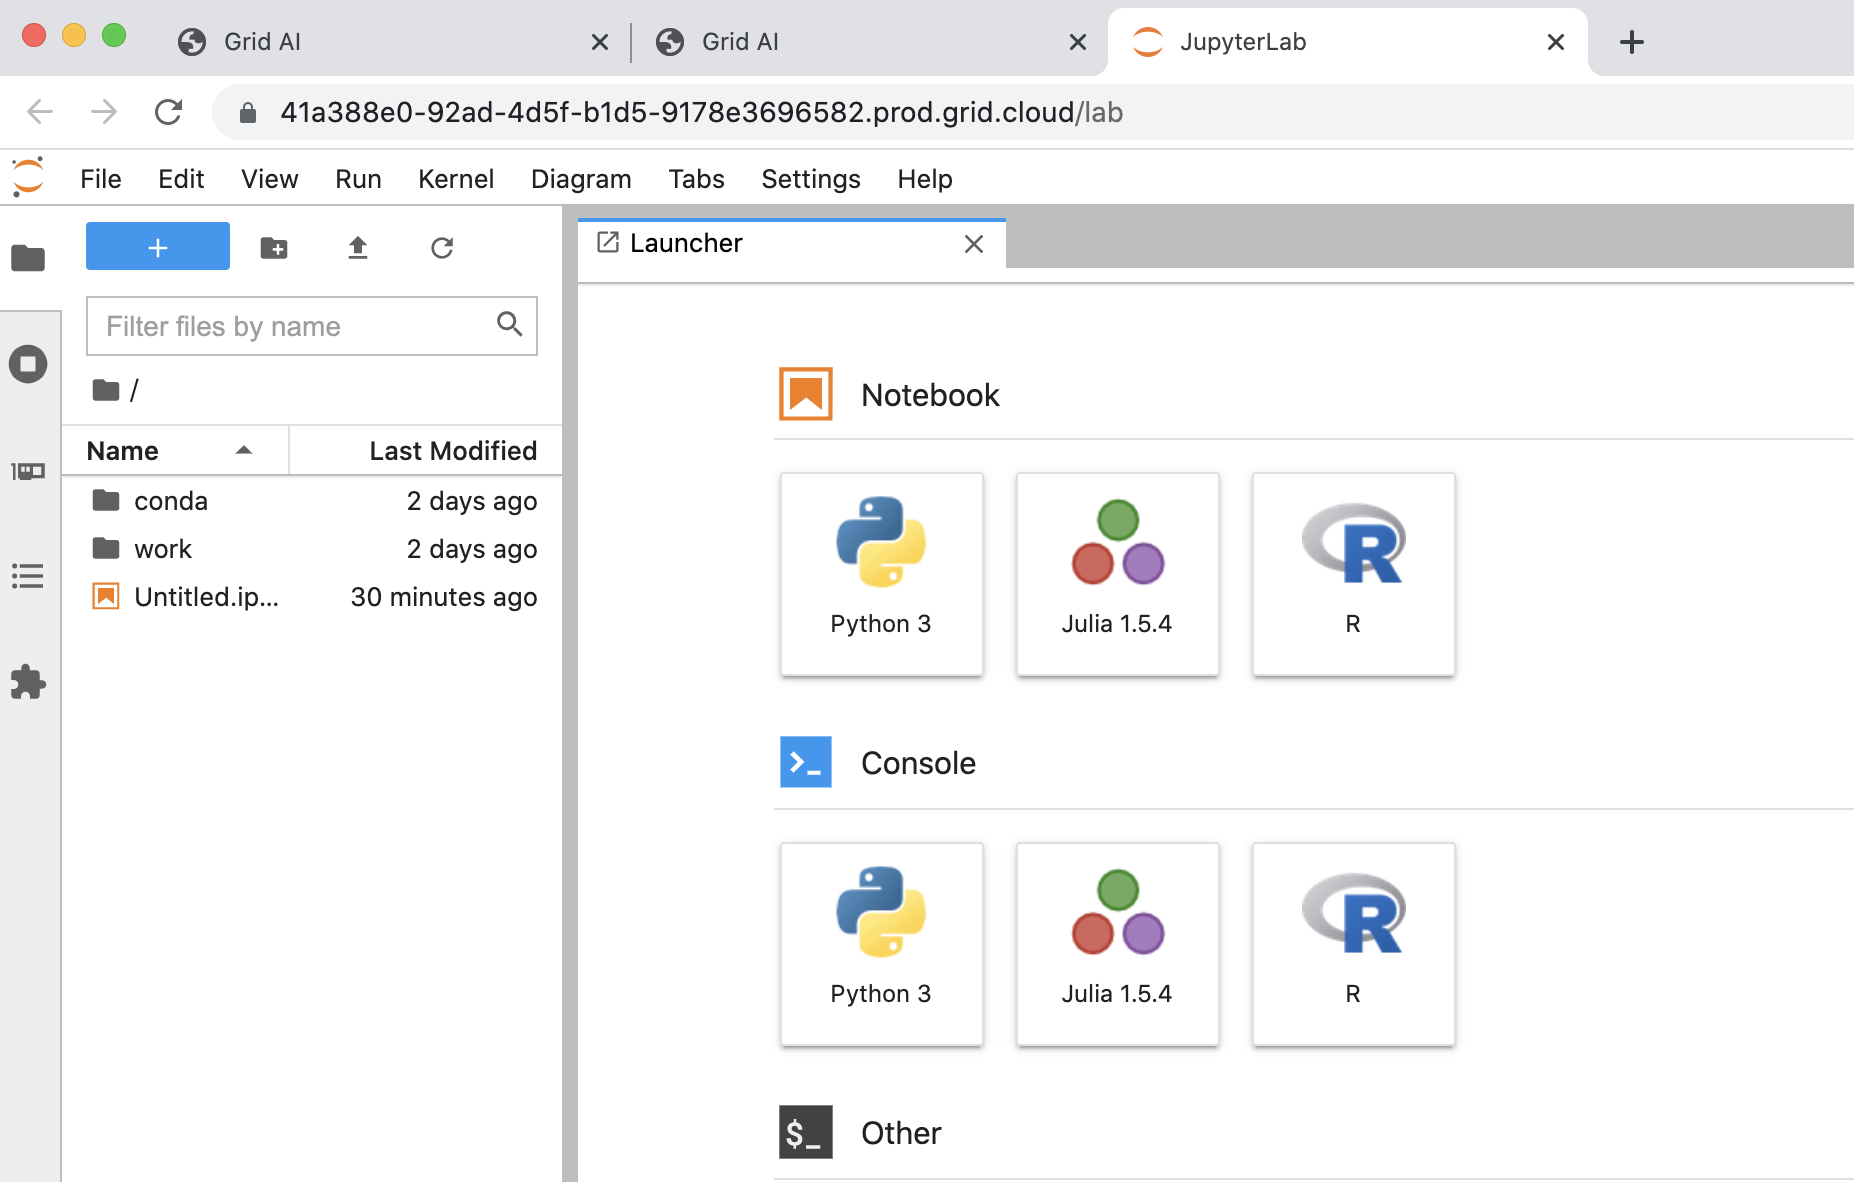 Grid AI
Grid AI
JupyterLab
41a388e0-92ad-4d5f-b1d5-9178e3696582.prod.grid.cloud/lab
File Edit View Run Kernel Diagram Tabs Settings Help
Launcher
Filter files by name
/
Name Last Modified
conda 2 days ago
work 2 days ago
Untitled.ip... 30 minutes ago
Notebook
Python 3 Julia 1.5.4 R
Console
Python 3 Julia 1.5.4 R
$_ Other